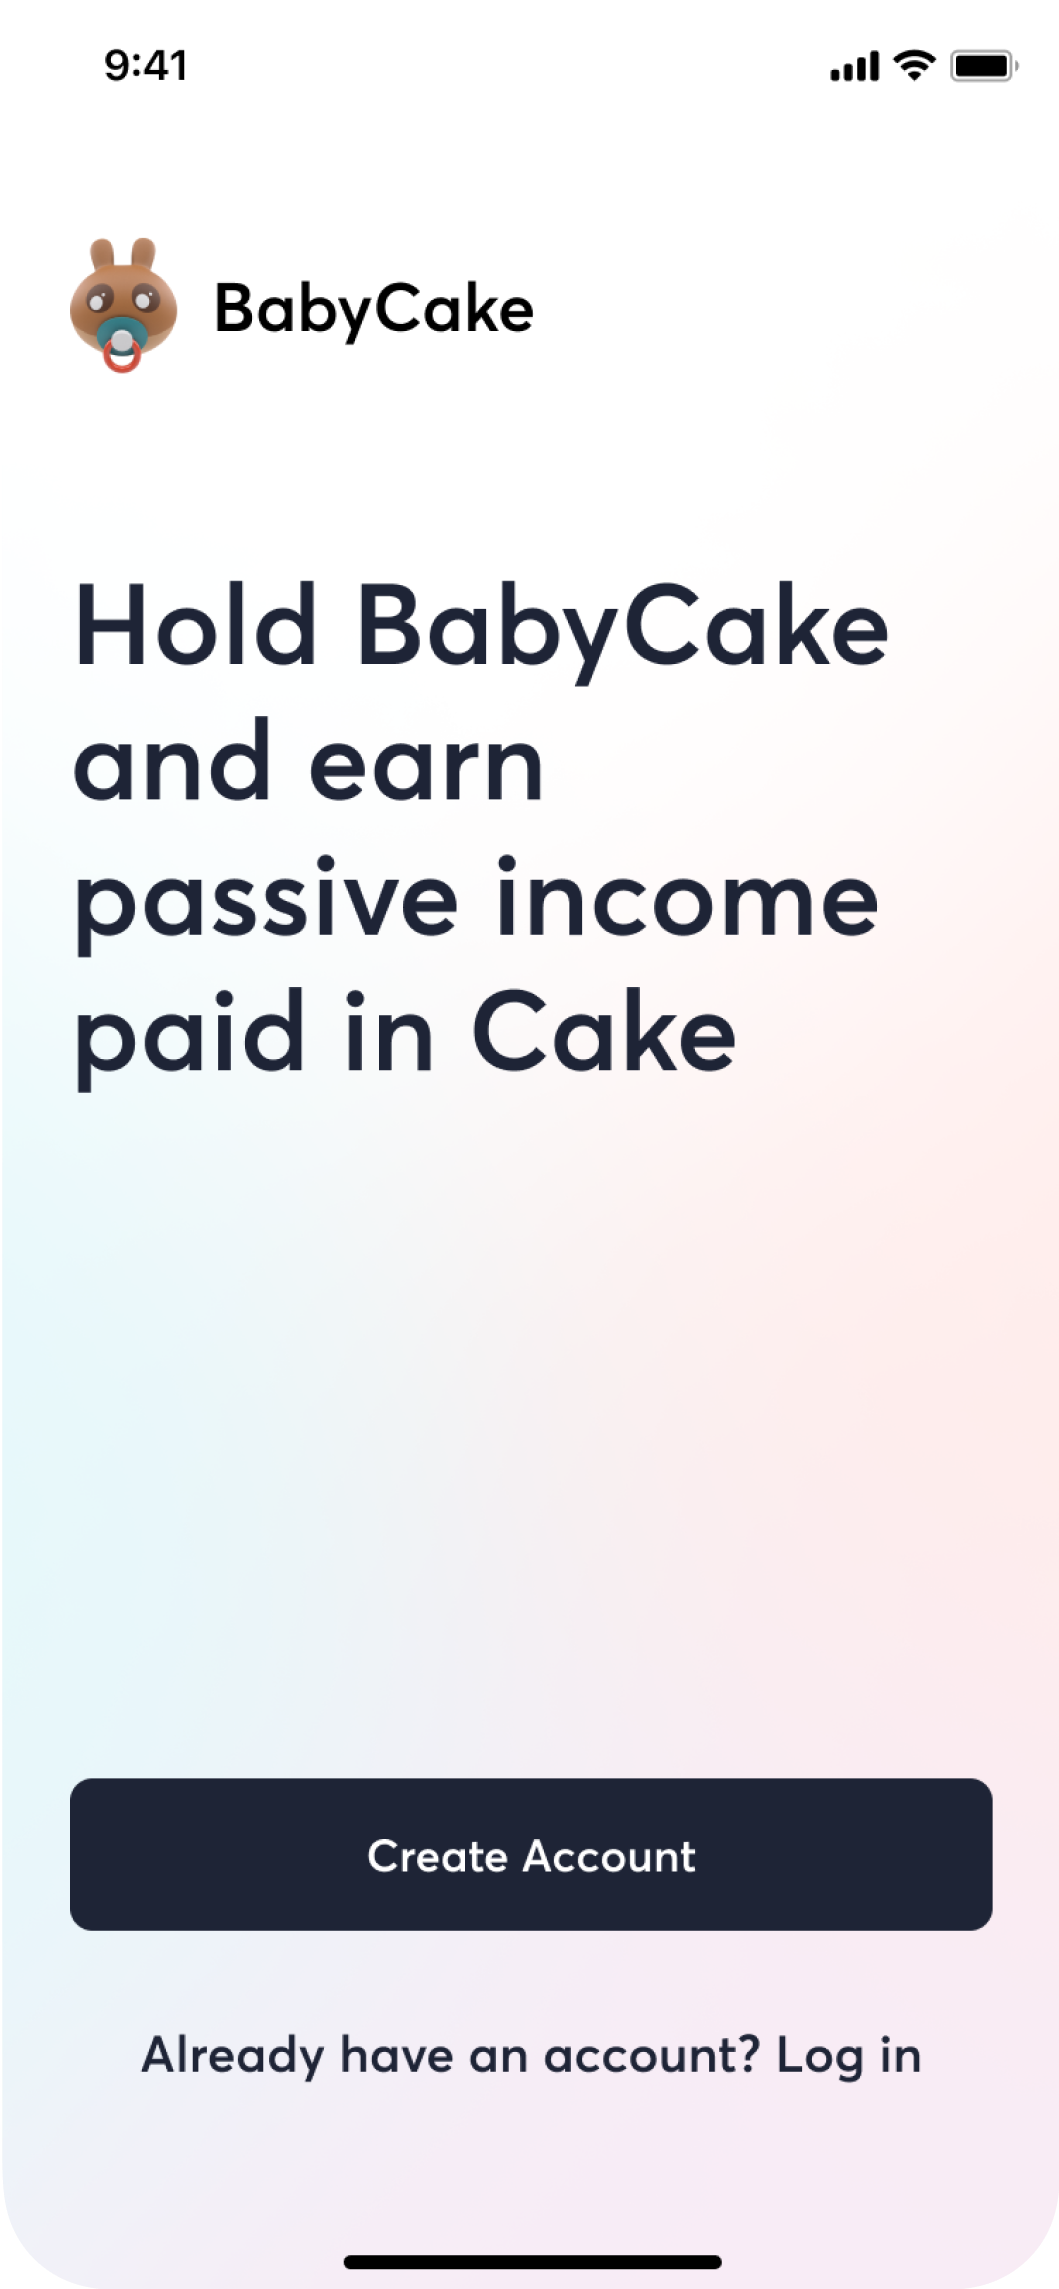 9:41
BabyCake
Hold BabyCake
and earn
passive income
paid in Cake
Create Account
Already have an account? Log in